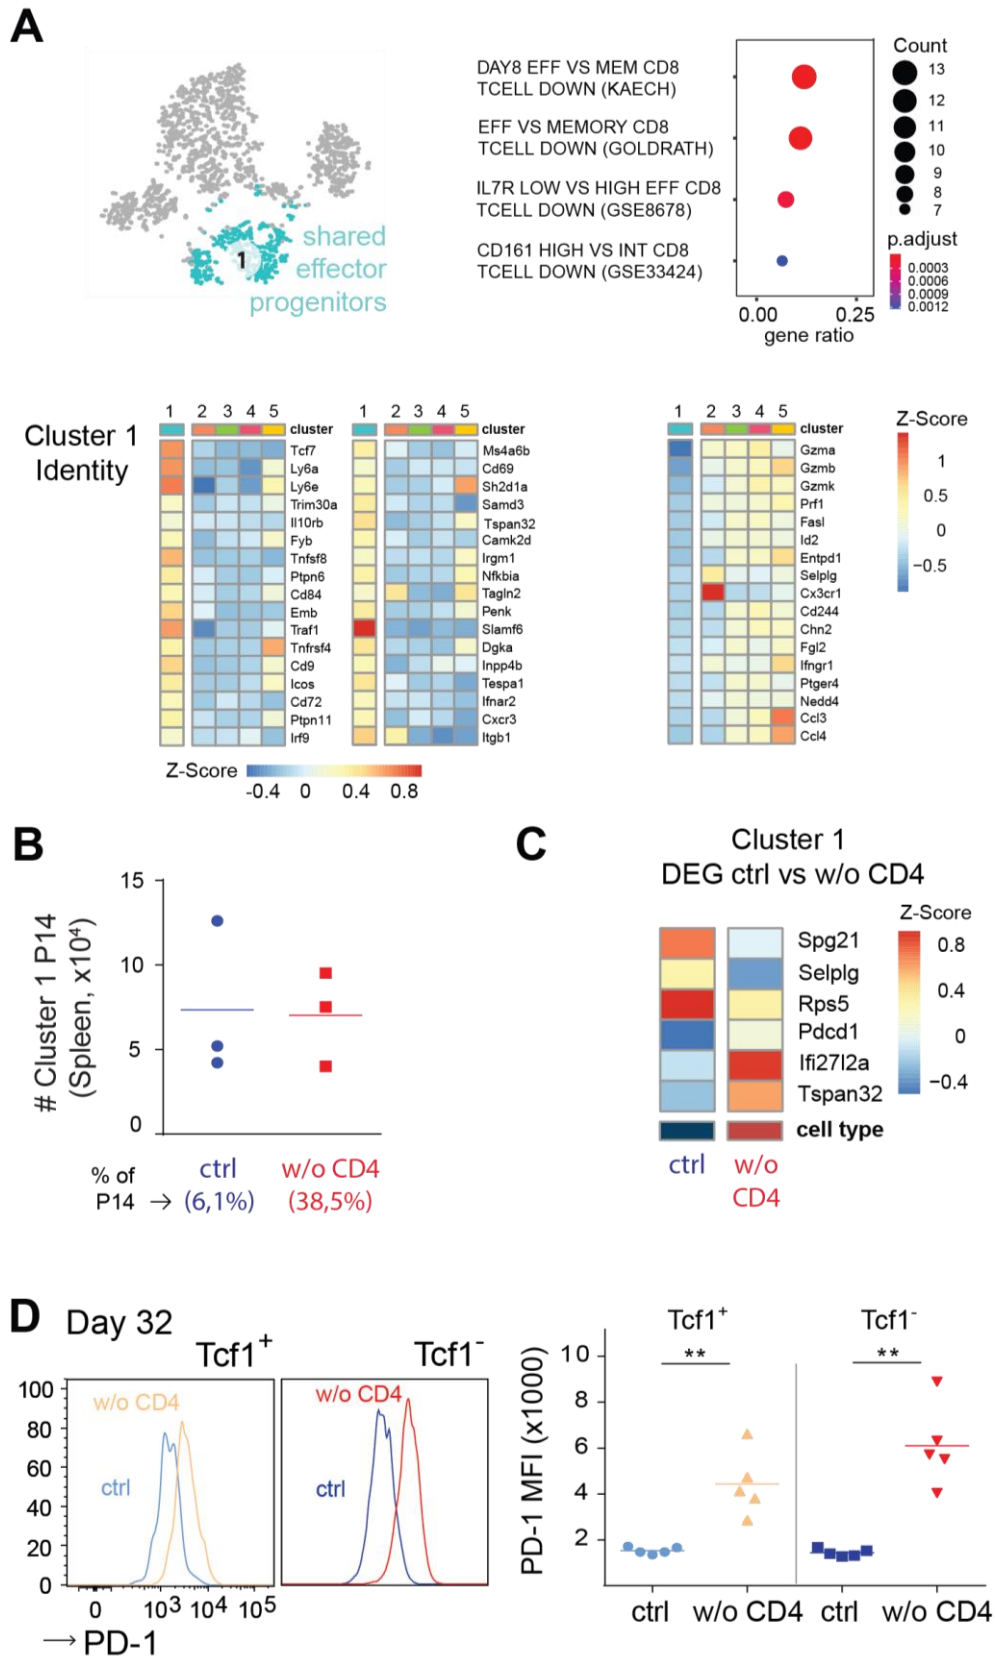 A
shared
effector
progenitors
1
DAY8 EFF VS MEM CD8
TCELL DOWN (KAECH)
EFF VS MEMORY CD8
TCELL DOWN (GOLDRATH)
IL7R LOW VS HIGH EFF CD8
TCELL DOWN (GSE8678)
CD161 HIGH VS INT CD8
TCELL DOWN (GSE33424)
0.00 0.25
gene ratio
Count
13
12
11
10
9
8
7
p.adjust
0.0003
0.0006
0.0009
0.0012
Cluster 1
Identity
1 2 3 4 5
cluster
Tcf7
Ly6a
Ly6e
Trim30a
Il10rb
Fyb
Tnfsf8
Ptpn6
Cd84
Emb
Traf1
Tnfrsf4
Cd9
Icos
Cd72
Ptpn11
Irf9
1 2 3 4 5
cluster
Ms4a6b
Cd69
Sh2d1a
Samd3
Tspan32
Camk2d
Irgm1
Nfkbia
Tagln2
Penk
Slamf6
Dgka
Inpp4b
Tespa1
Ifnar2
Cxcr3
Itgb1
1 2 3 4 5
cluster
Gzma
Gzmb
Gzmk
Prf1
Fasl
Id2
Entpd1
Selplg
Cx3cr1
Cd244
Chn2
Fgl2
Ifngr1
Ptger4
Nedd4
Ccl3
Ccl4
Z-Score
1
0.5
0
−0.5
Z-Score
-0.4 0 0.4 0.8
B
# Cluster 1 P14
(Spleen, x10⁴)
15
10
5
0
% of
P14 →
ctrl
(6,1%)
w/o CD4
(38,5%)
C
Cluster 1
DEG ctrl vs w/o CD4
Spg21
Selplg
Rps5
Pdcd1
Ifi27l2a
Tspan32
cell type
ctrl
w/o
CD4
Z-Score
0.8
0.4
0
−0.4
D
Day 32
Tcf1⁺
Tcf1⁻
w/o CD4
ctrl
w/o CD4
ctrl
100
80
60
40
20
0
0 10³ 10⁴ 10⁵
→ PD-1
PD-1 MFI (x1000)
10
8
6
4
2
Tcf1⁺
Tcf1⁻
**
**
ctrl w/o CD4 ctrl w/o CD4